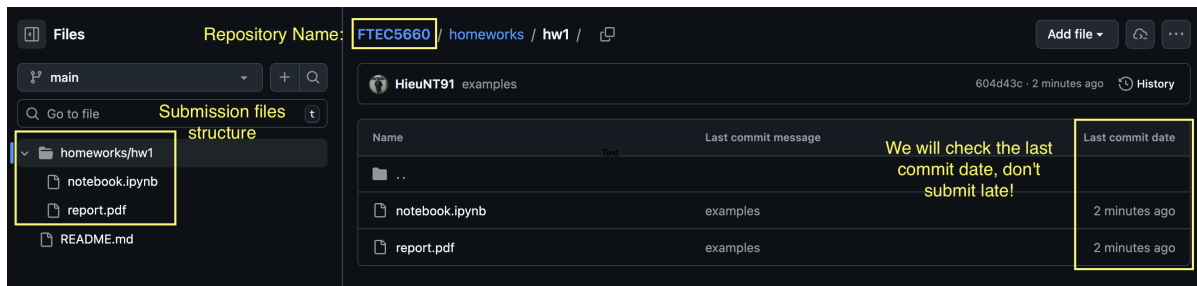 Files
Repository Name:
FTEC5660 / homeworks / hw1 /
Add file
main
HieuNT91 examples
604d43c · 2 minutes ago
History
Go to file
t
Submission files
structure
Name
Last commit message
Last commit date
Text
We will check the last
commit date, don't
submit late!
homeworks/hw1
..
notebook.ipynb
notebook.ipynb
examples
2 minutes ago
report.pdf
README.md
report.pdf
examples
2 minutes ago